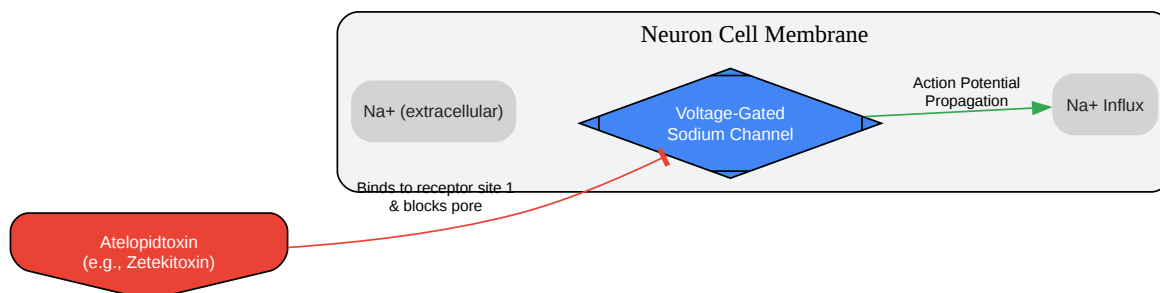 Neuron Cell Membrane
Na+ (extracellular)
Voltage-Gated
Sodium Channel
Action Potential
Propagation
Na+ Influx
Binds to receptor site 1
& blocks pore
Atelopidtoxin
(e.g., Zetekitoxin)